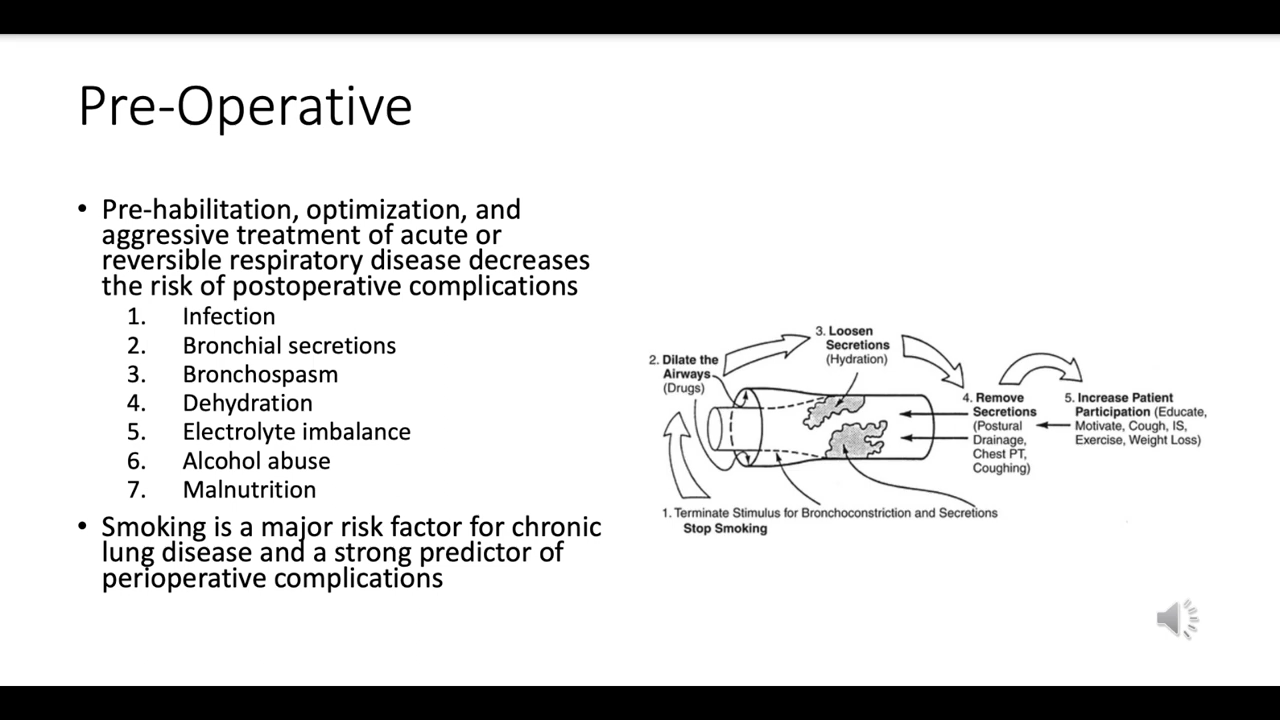 Pre-Operative
• Pre-habilitation, optimization, and
aggressive treatment of acute or
reversible respiratory disease decreases
the risk of postoperative complications
1. Infection
2. Bronchial secretions
3. Bronchospasm
4. Dehydration
5. Electrolyte imbalance
6. Alcohol abuse
7. Malnutrition
• Smoking is a major risk factor for chronic
lung disease and a strong predictor of
perioperative complications
3. Loosen
Secretions
(Hydration)
2. Dilate the
Airways
(Drugs)
4. Remove
Secretions
(Postural
Drainage,
Chest PT,
Coughing)
5. Increase Patient
Participation (Educate,
Motivate, Cough, IS,
Exercise, Weight Loss)
1. Terminate Stimulus for Bronchoconstriction and Secretions
Stop Smoking